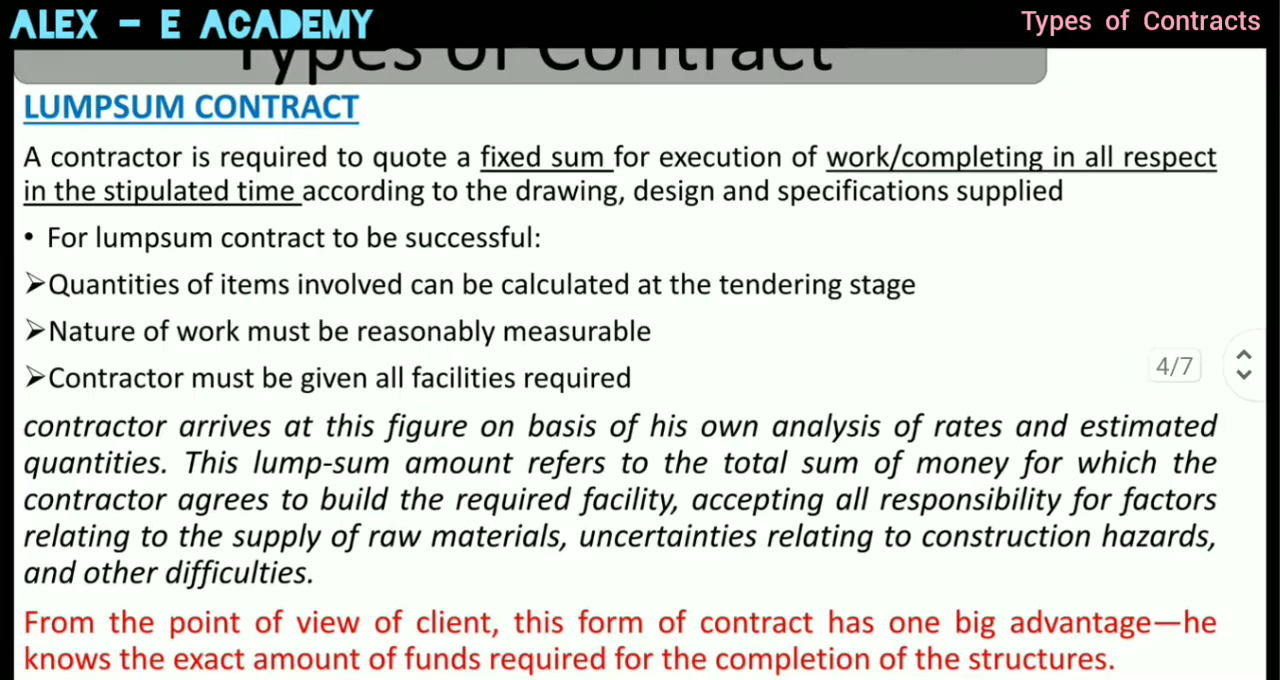 ALEX - E ACADEMY
Types of Contracts
Types of Contract
LUMPSUM CONTRACT
A contractor is required to quote a fixed sum for execution of work/completing in all respect
in the stipulated time according to the drawing, design and specifications supplied
• For lumpsum contract to be successful:
➢Quantities of items involved can be calculated at the tendering stage
➢Nature of work must be reasonably measurable
➢Contractor must be given all facilities required
4/7
contractor arrives at this figure on basis of his own analysis of rates and estimated
quantities. This lump-sum amount refers to the total sum of money for which the
contractor agrees to build the required facility, accepting all responsibility for factors
relating to the supply of raw materials, uncertainties relating to construction hazards,
and other difficulties.
From the point of view of client, this form of contract has one big advantage—he
knows the exact amount of funds required for the completion of the structures.